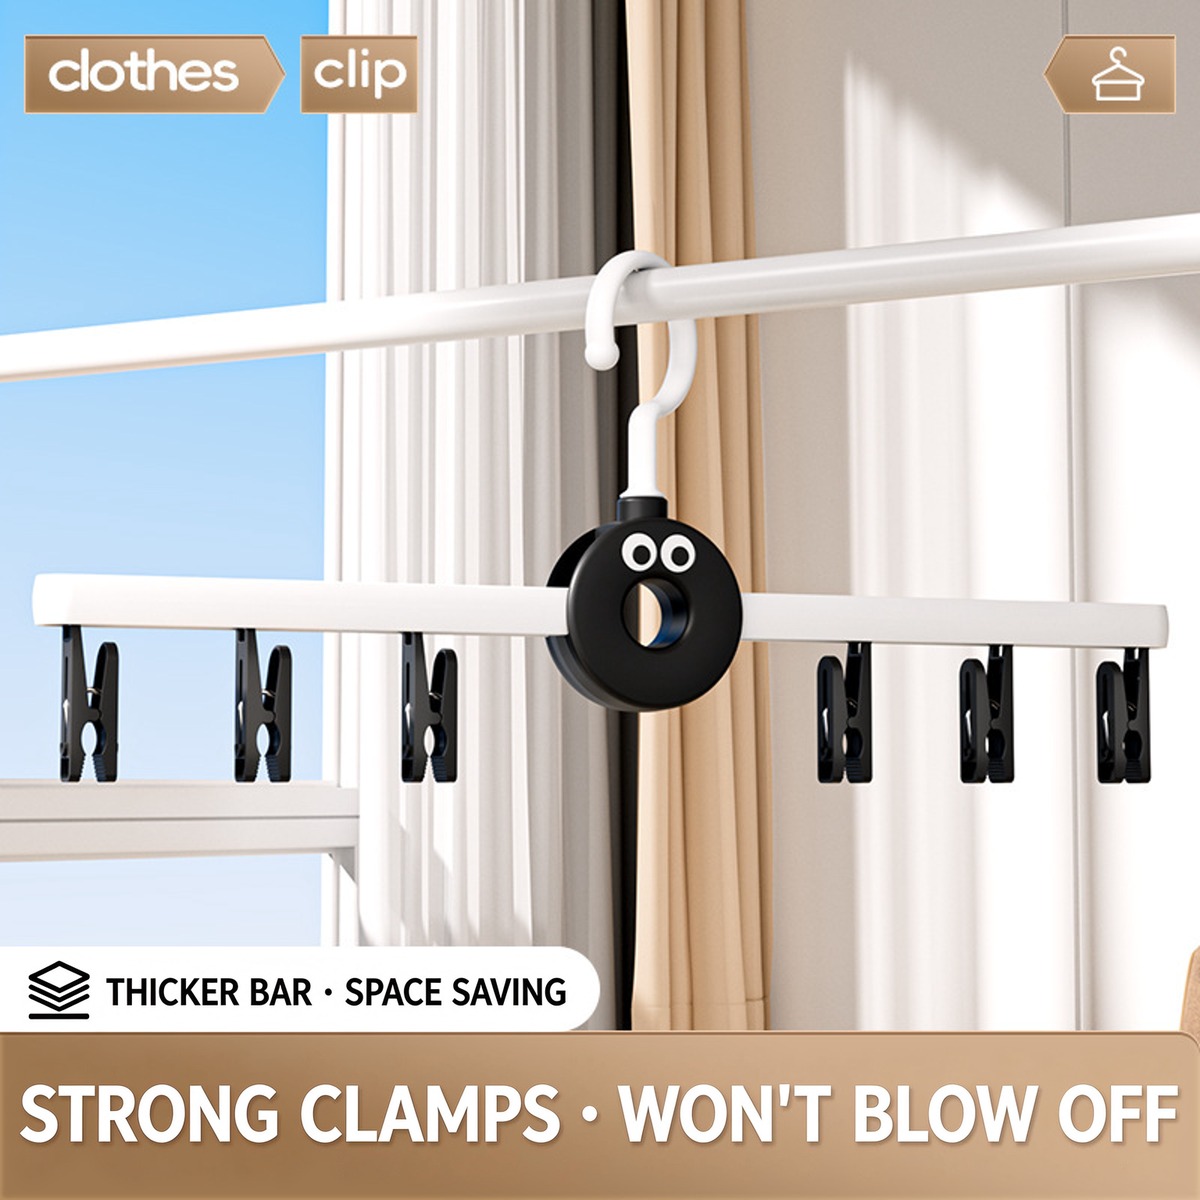 clothes clip
THICKER BAR · SPACE SAVING
STRONG CLAMPS · WON'T BLOW OFF